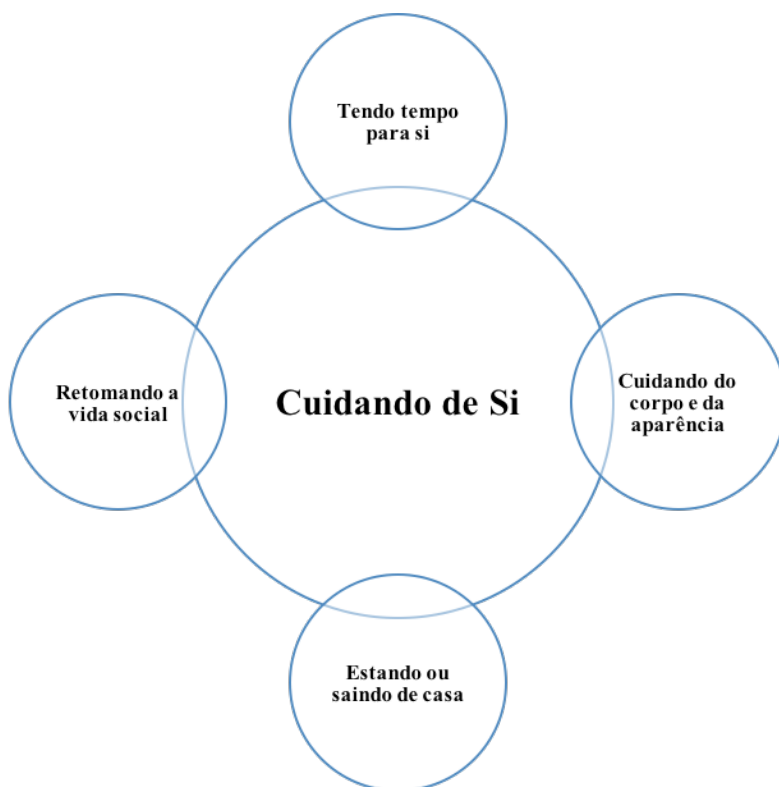 Tendo tempo
para si
Retomando a
vida social
Cuidando de Si
Cuidando do
corpo e da
aparência
Estando ou
saindo de casa